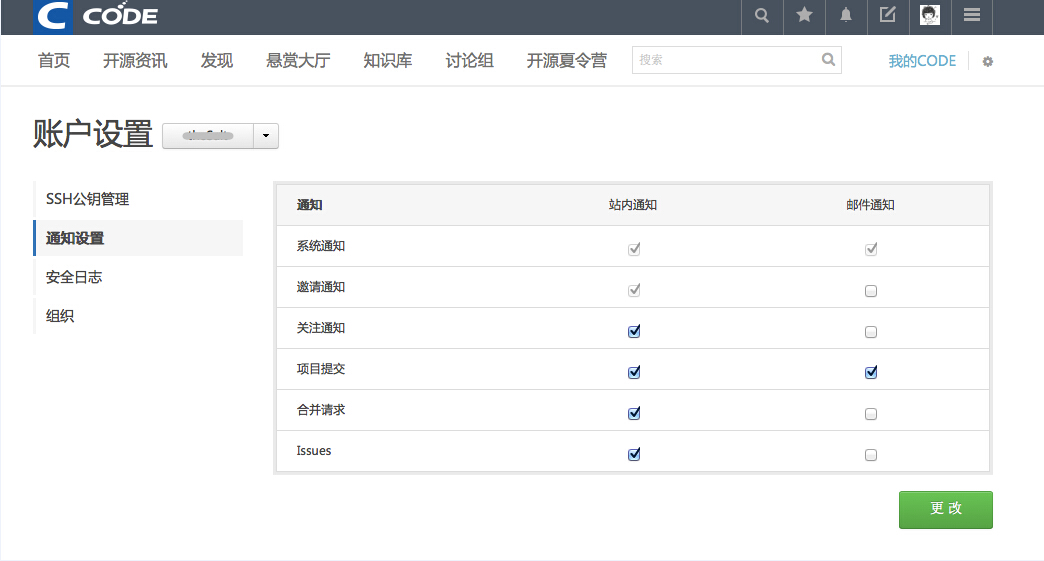 C CODE
首页 开源资讯 发现 悬赏大厅 知识库 讨论组 开源夏令营 搜索 我的CODE
账户设置
SSH公钥管理
通知设置
安全日志
组织
通知 站内通知 邮件通知
系统通知
邀请通知
关注通知
项目提交
合并请求
Issues
更 改